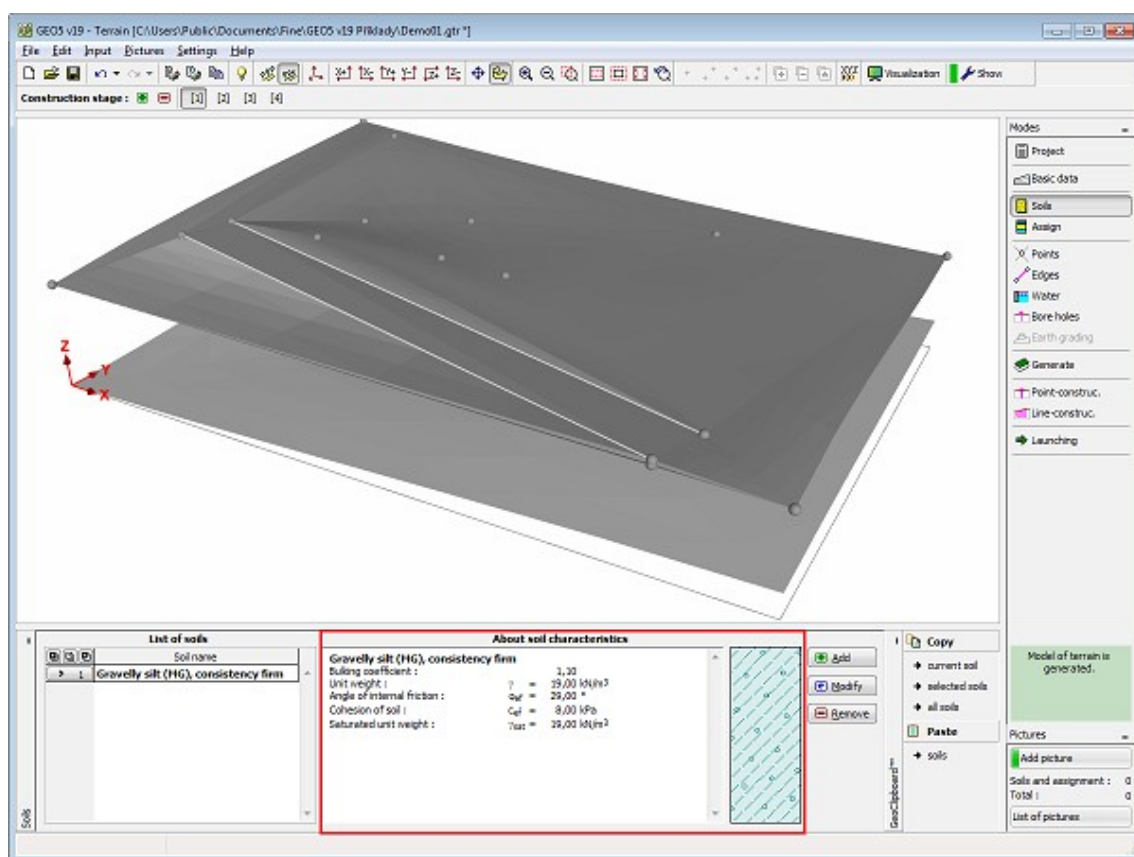 GEO5 v19 - Terrain [C:\Users\Public\Documents\Fine\GEO5 v19 Příklady\Demo01.gtr *]
File Edit Input Pictures Settings Help
Visualization Show
Construction stage : [1] [2] [3] [4]
Modes
Project
Basic data
Soils
Assign
Points
Edges
Water
Bore holes
Earth grading
Generate
Point-construc.
Line-construc.
Launching
Z
Y
X
List of soils
Soil name
1 Gravelly silt (MG), consistency firm
About soil characteristics
Gravelly silt (MG), consistency firm
Bulking coefficient : 1,10
Unit weight : γ = 19,00 kN/m³
Angle of internal friction : φef = 29,00 °
Cohesion of soil : cef = 8,00 kPa
Saturated unit weight : γsat = 19,00 kN/m³
Add
Modify
Remove
Soils
GeoClipboard™
Copy
current soil
selected soils
all soils
Paste
soils
Model of terrain is
generated.
Pictures
Add picture
Soils and assignment : 0
Total : 0
List of pictures